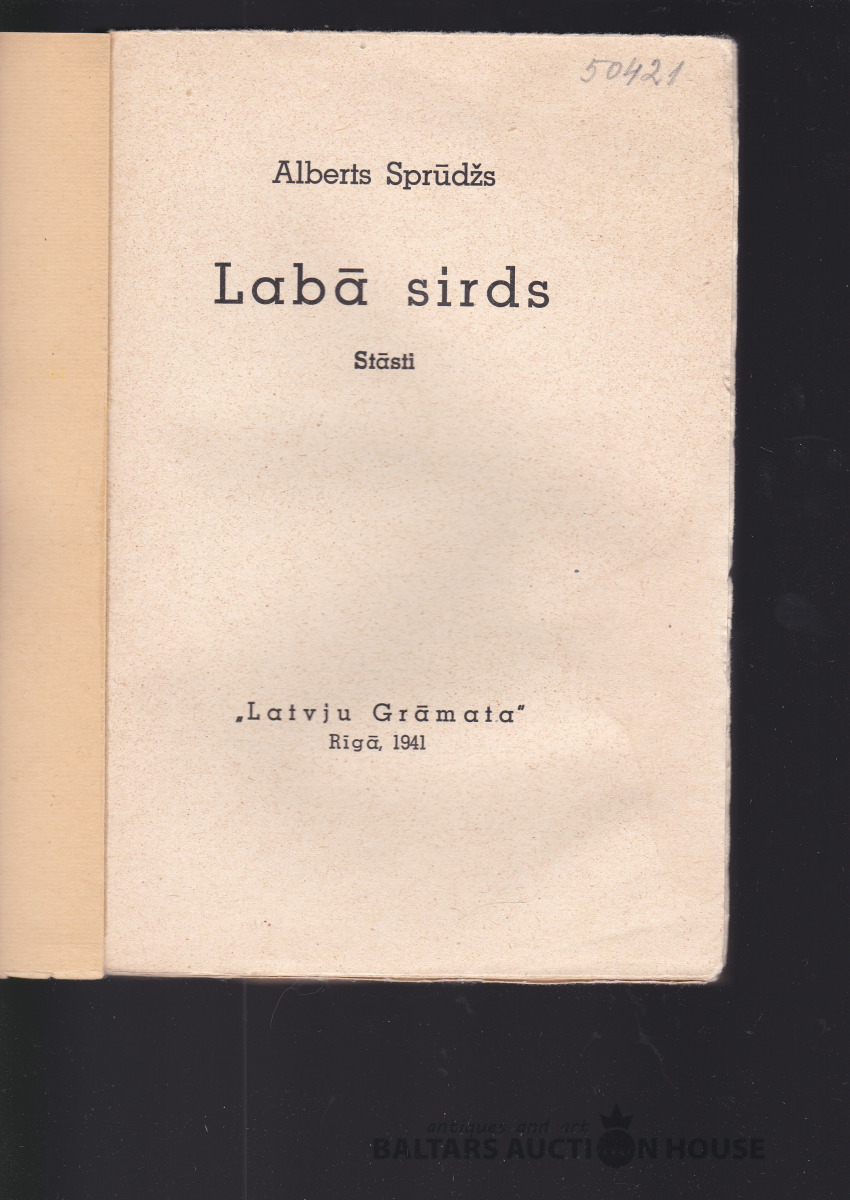 50421
Alberts Sprūdžs
Labā sirds
Stāsti
„Latvju Grāmata"
Rīgā, 1941
antiques and art
BALTARS AUCTION HOUSE